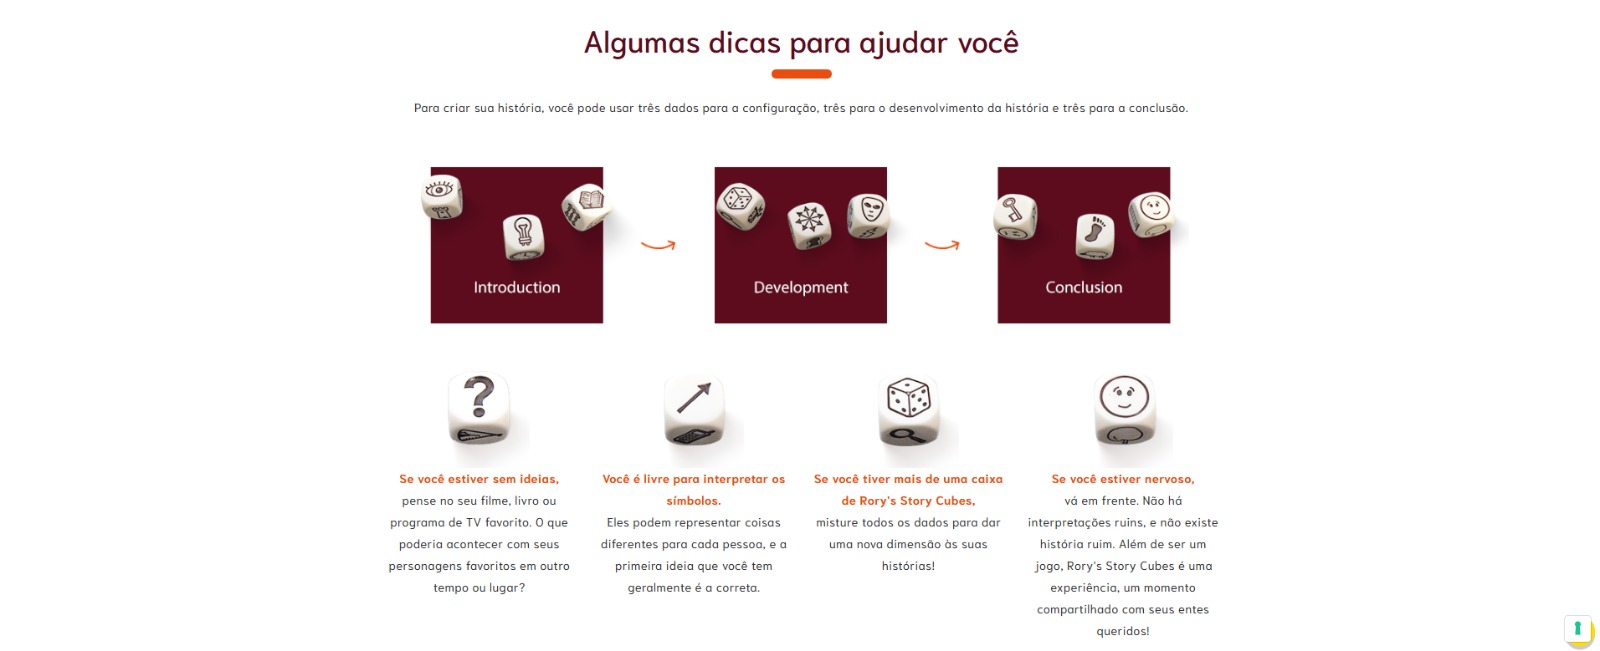 Algumas dicas para ajudar você
Para criar sua história, você pode usar três dados para a configuração, três para o desenvolvimento da história e três para a conclusão.
Introduction
Development
Conclusion
Se você estiver sem ideias,
pense no seu filme, livro ou
programa de TV favorito. O que
poderia acontecer com seus
personagens favoritos em outro
tempo ou lugar?
Você é livre para interpretar os
símbolos.
Eles podem representar coisas
diferentes para cada pessoa, e a
primeira ideia que você tem
geralmente é a correta.
Se você tiver mais de uma caixa
de Rory's Story Cubes,
misture todos os dados para dar
uma nova dimensão às suas
histórias!
Se você estiver nervoso,
vá em frente. Não há
interpretações ruins, e não existe
história ruim. Além de ser um
jogo, Rory's Story Cubes é uma
experiência, um momento
compartilhado com seus entes
queridos!